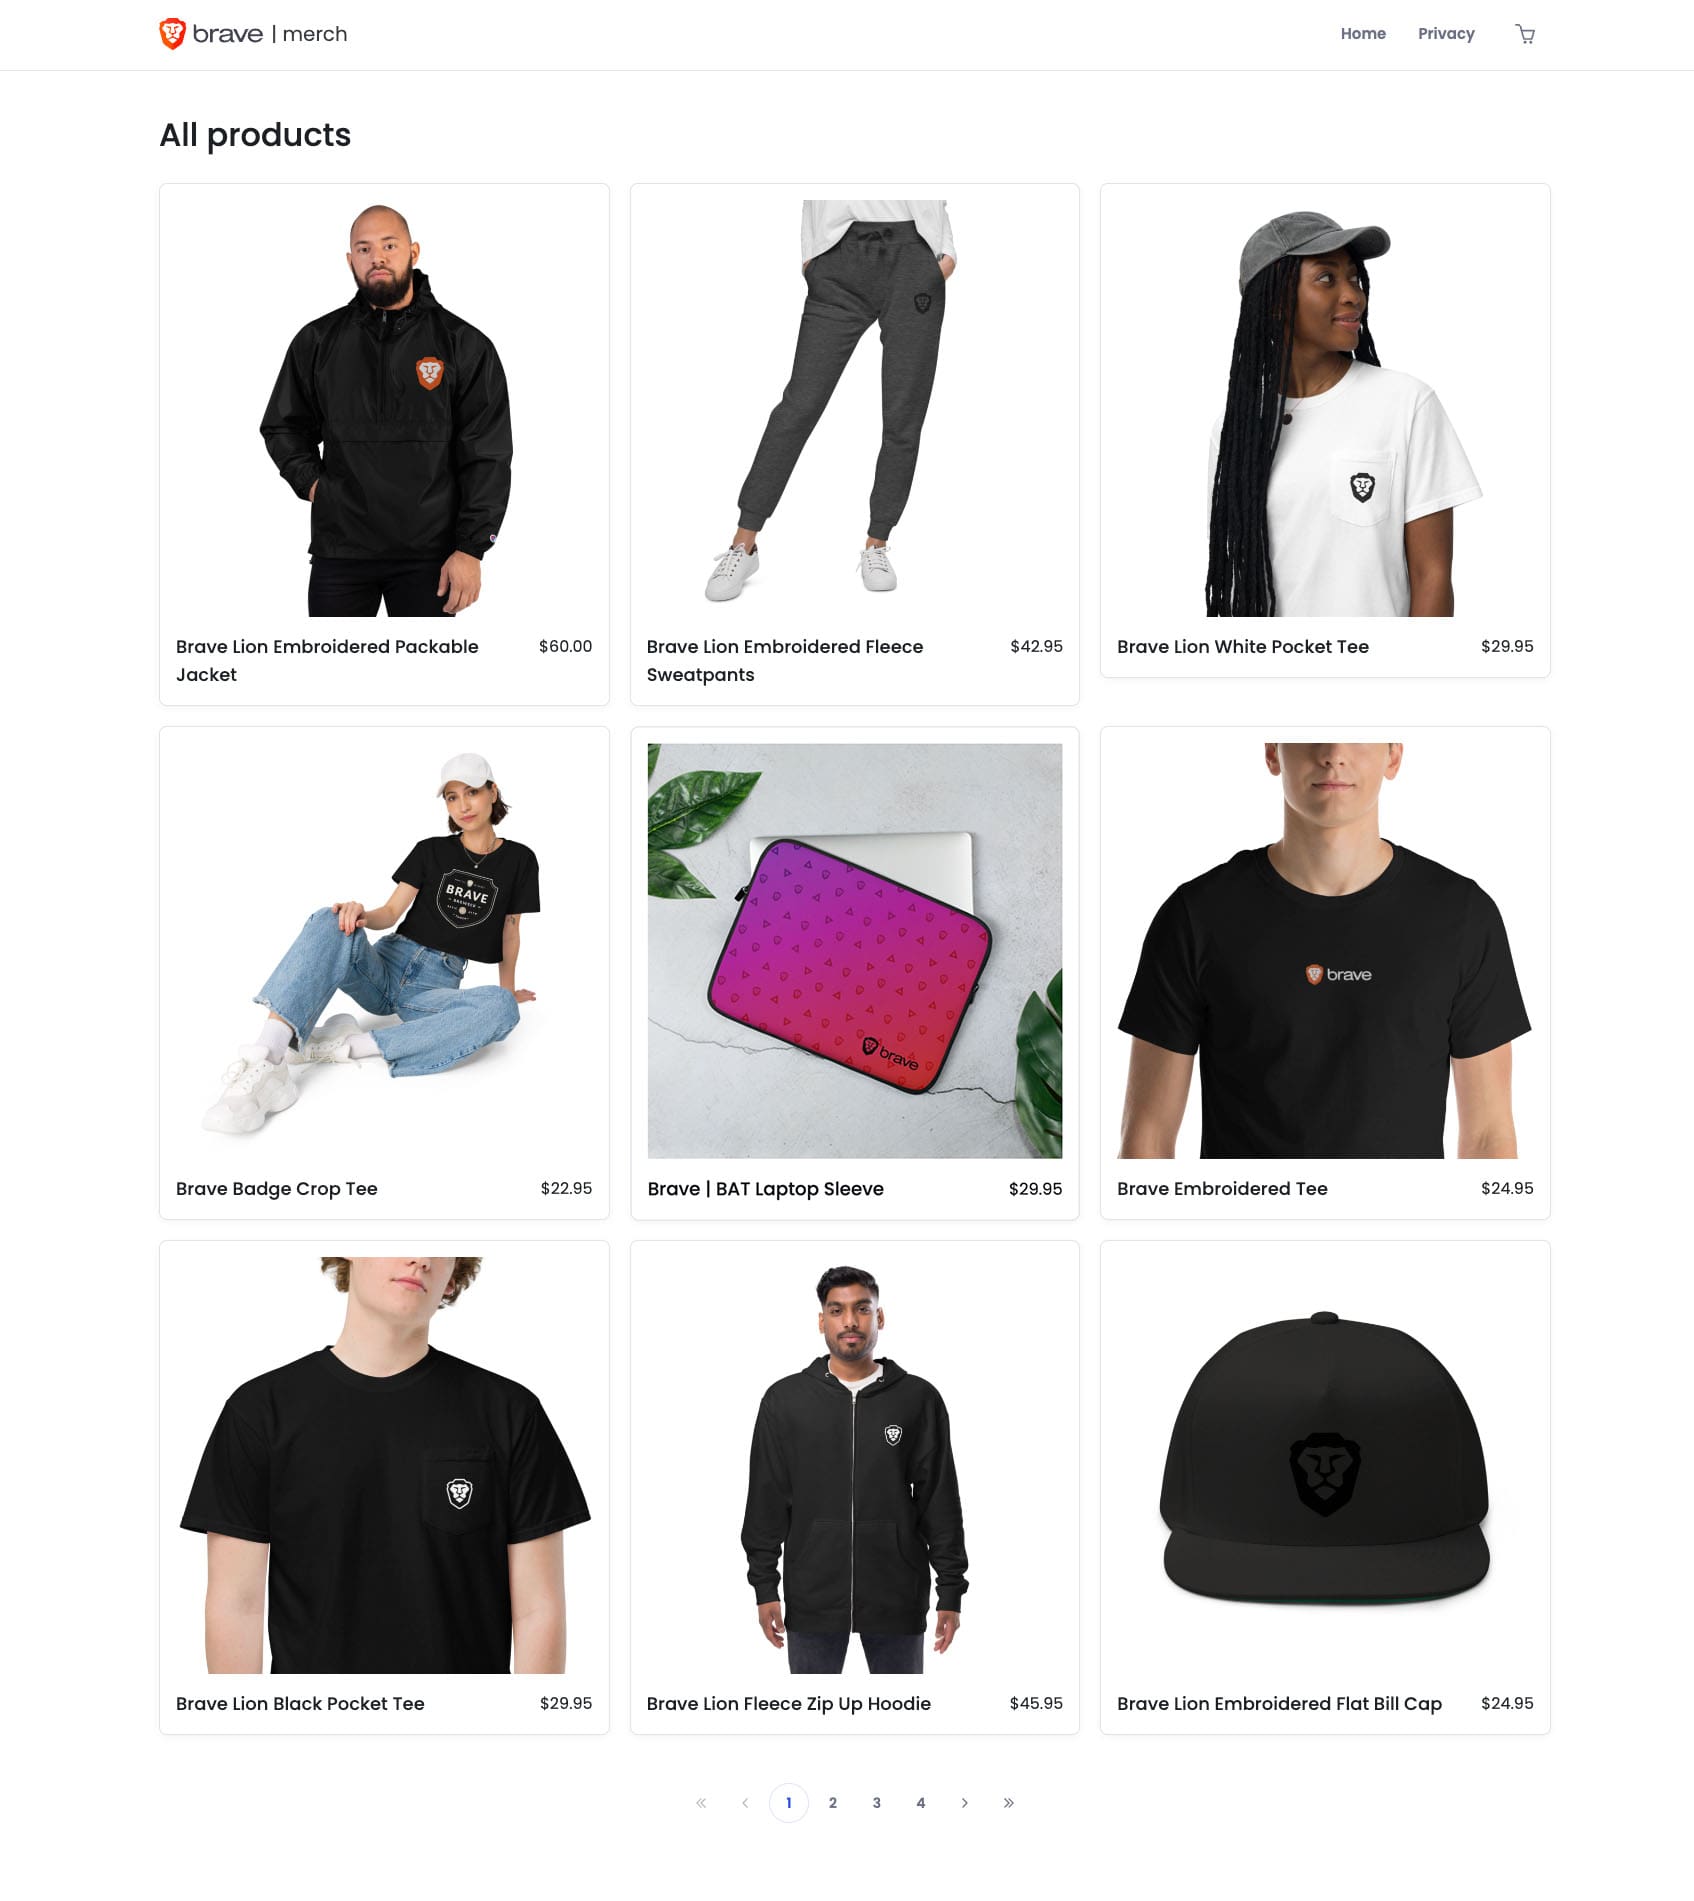 brave | merch
Home
Privacy
All products
Brave Lion Embroidered Packable
Jacket
$60.00
Brave Lion Embroidered Fleece
Sweatpants
$42.95
Brave Lion White Pocket Tee
$29.95
BRAVE
brave
brave
Brave Badge Crop Tee
$22.95
Brave | BAT Laptop Sleeve
$29.95
Brave Embroidered Tee
$24.95
Brave Lion Black Pocket Tee
$29.95
Brave Lion Fleece Zip Up Hoodie
$45.95
Brave Lion Embroidered Flat Bill Cap
$24.95
« ‹ 1 2 3 4 › »